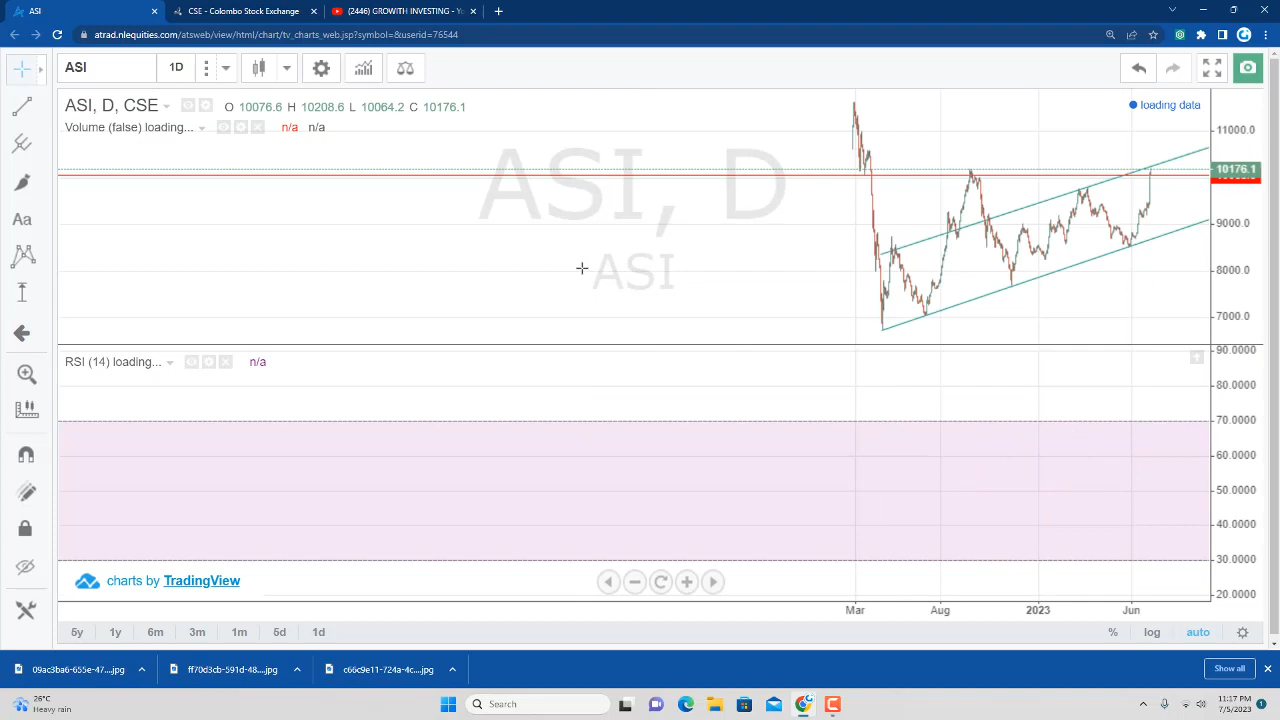 ASI
CSE - Colombo Stock Exchange
(2446) GROWTH INVESTING - Yo
atrad.nlequities.com/atsweb/view/html/chart/tv_charts_web.jsp?symbol=&userid=76544
ASI
1D
ASI, D, CSE
O 10076.6 H 10208.6 L 10064.2 C 10176.1
loading data
Volume (false) loading...
n/a n/a
ASI, D
ASI
11000.0
10176.1
9000.0
8000.0
7000.0
RSI (14) loading...
n/a
90.0000
80.0000
70.0000
60.0000
50.0000
40.0000
30.0000
20.0000
charts by TradingView
Mar
Aug
2023
Jun
5y
1y
6m
3m
1m
5d
1d
%
log
auto
09ac3ba6-655e-47....jpg
ff70d3cb-591d-48....jpg
c66c9e11-724a-4c....jpg
Show all
26°C
Heavy rain
Search
11:17 PM
7/5/2023